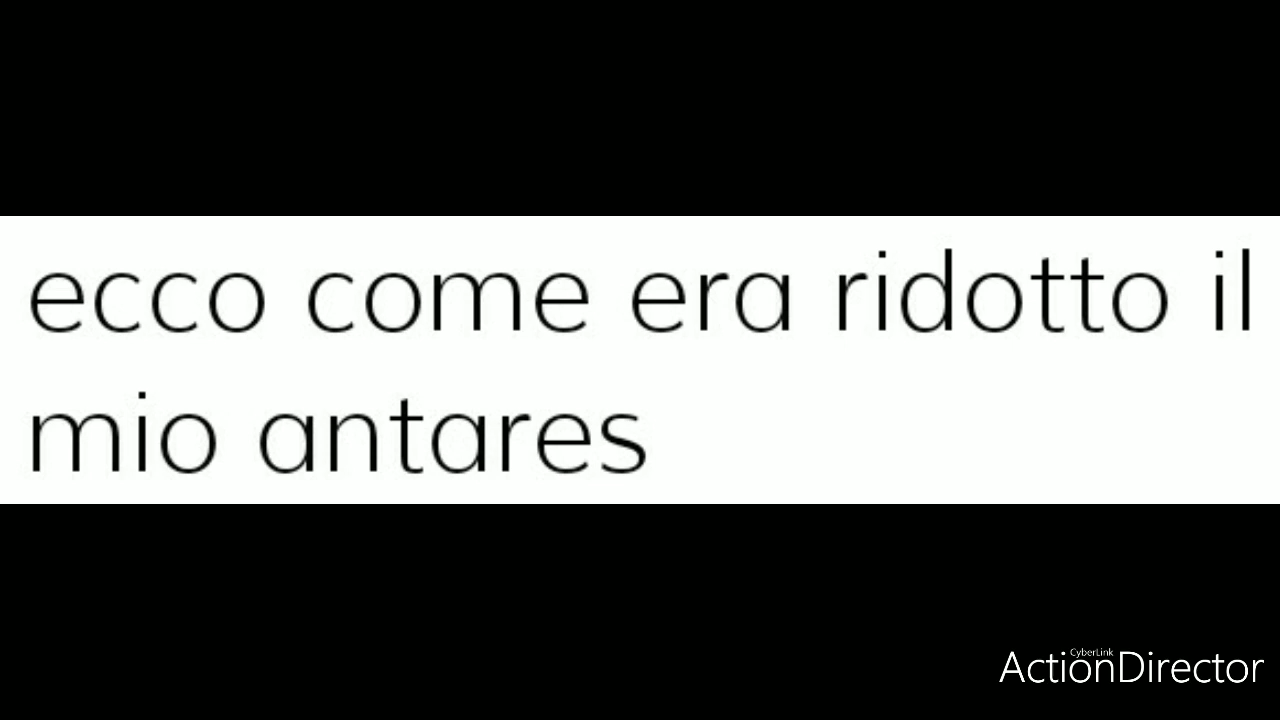 ecco come era ridotto il
mio antares
CyberLink
ActionDirector